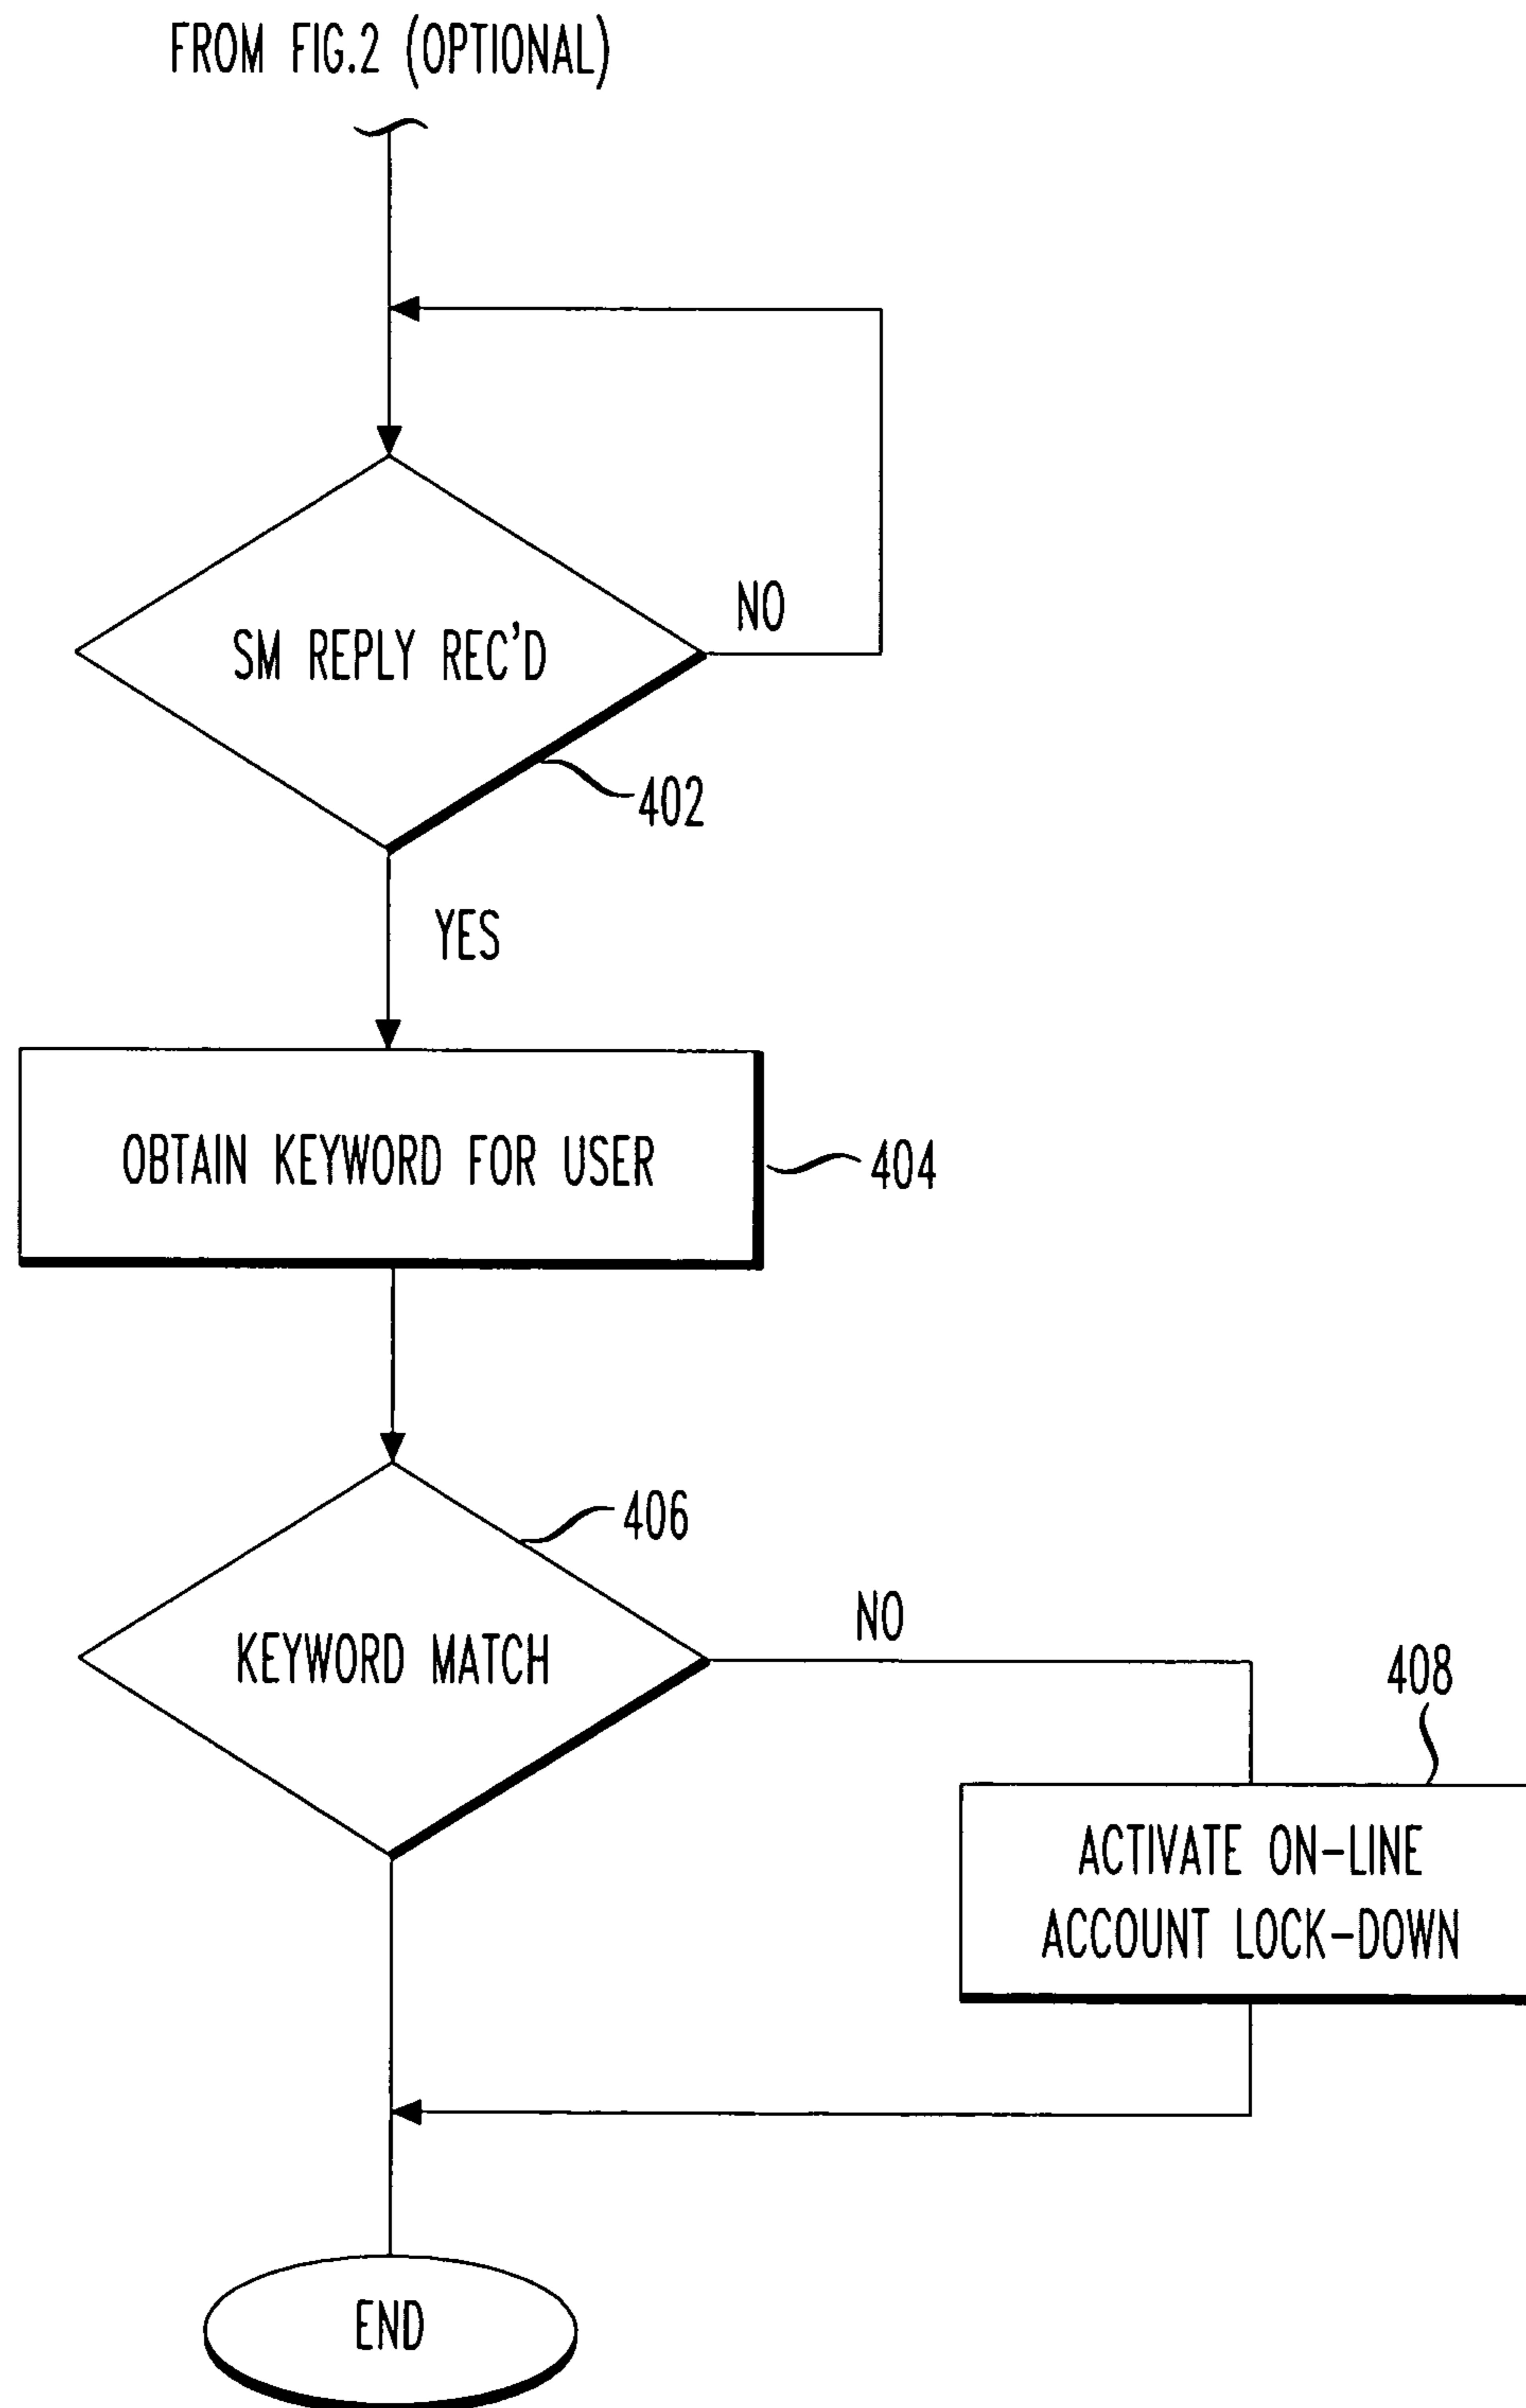 FROM FIG.2 (OPTIONAL)
NO
SM REPLY REC'D
402
YES
OBTAIN KEYWORD FOR USER
404
406
NO
KEYWORD MATCH
408
ACTIVATE ON-LINE
ACCOUNT LOCK-DOWN
END